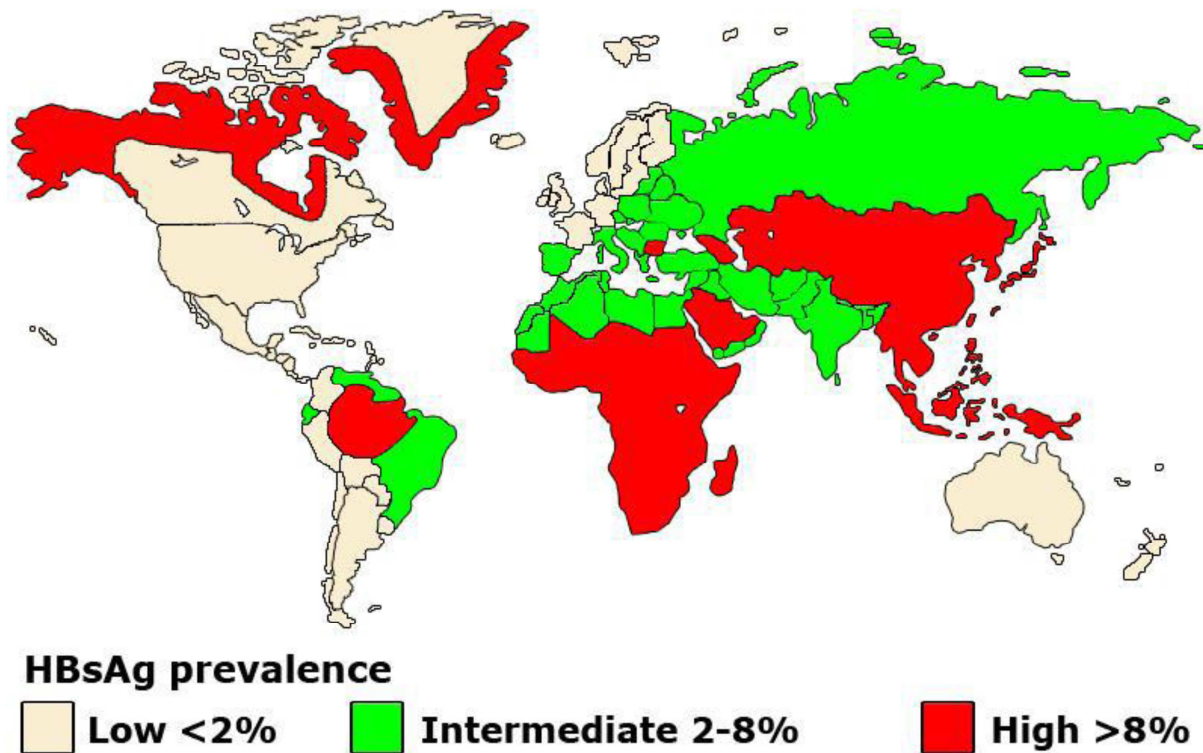 HBsAg prevalence
Low <2% Intermediate 2-8% High >8%